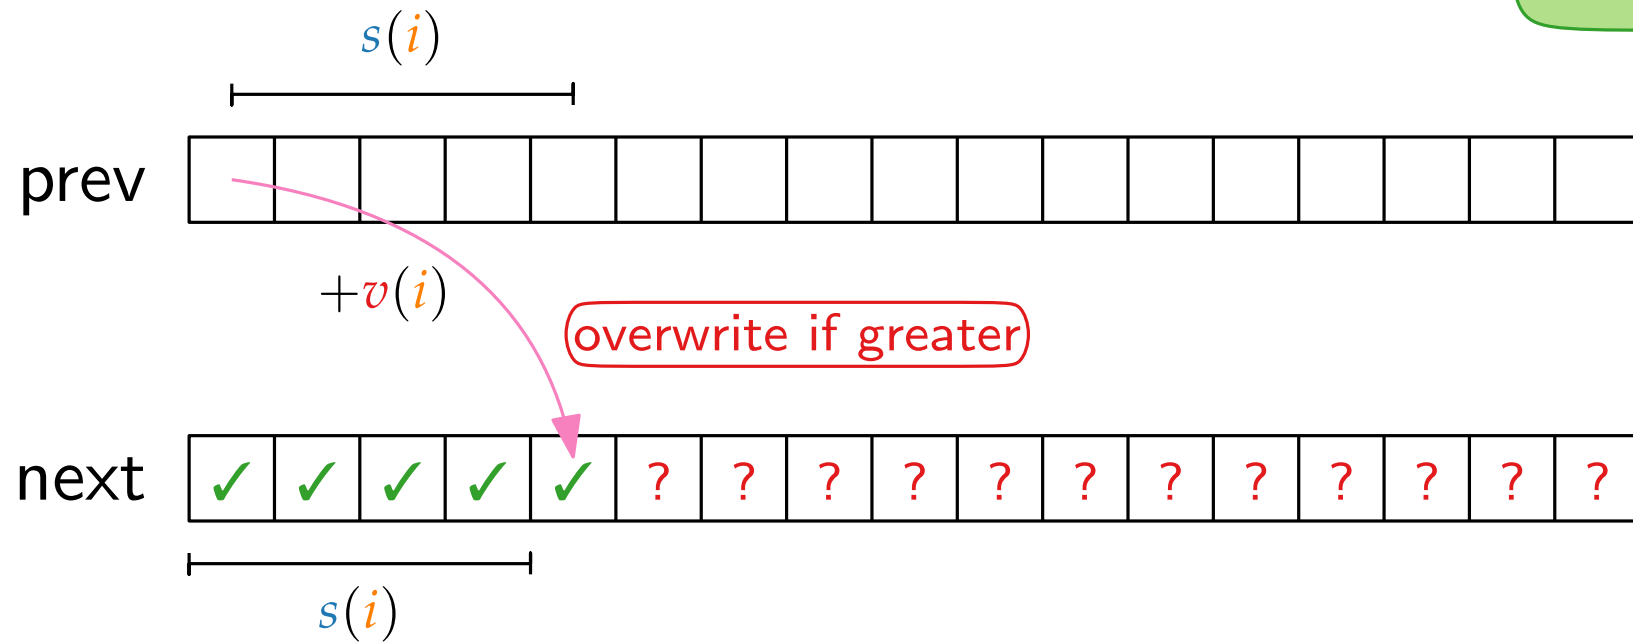 s(i)
prev
+v(i)
overwrite if greater
next ✓ ✓ ✓ ✓ ✓ ? ? ? ? ? ? ? ? ? ? ? ?
s(i)